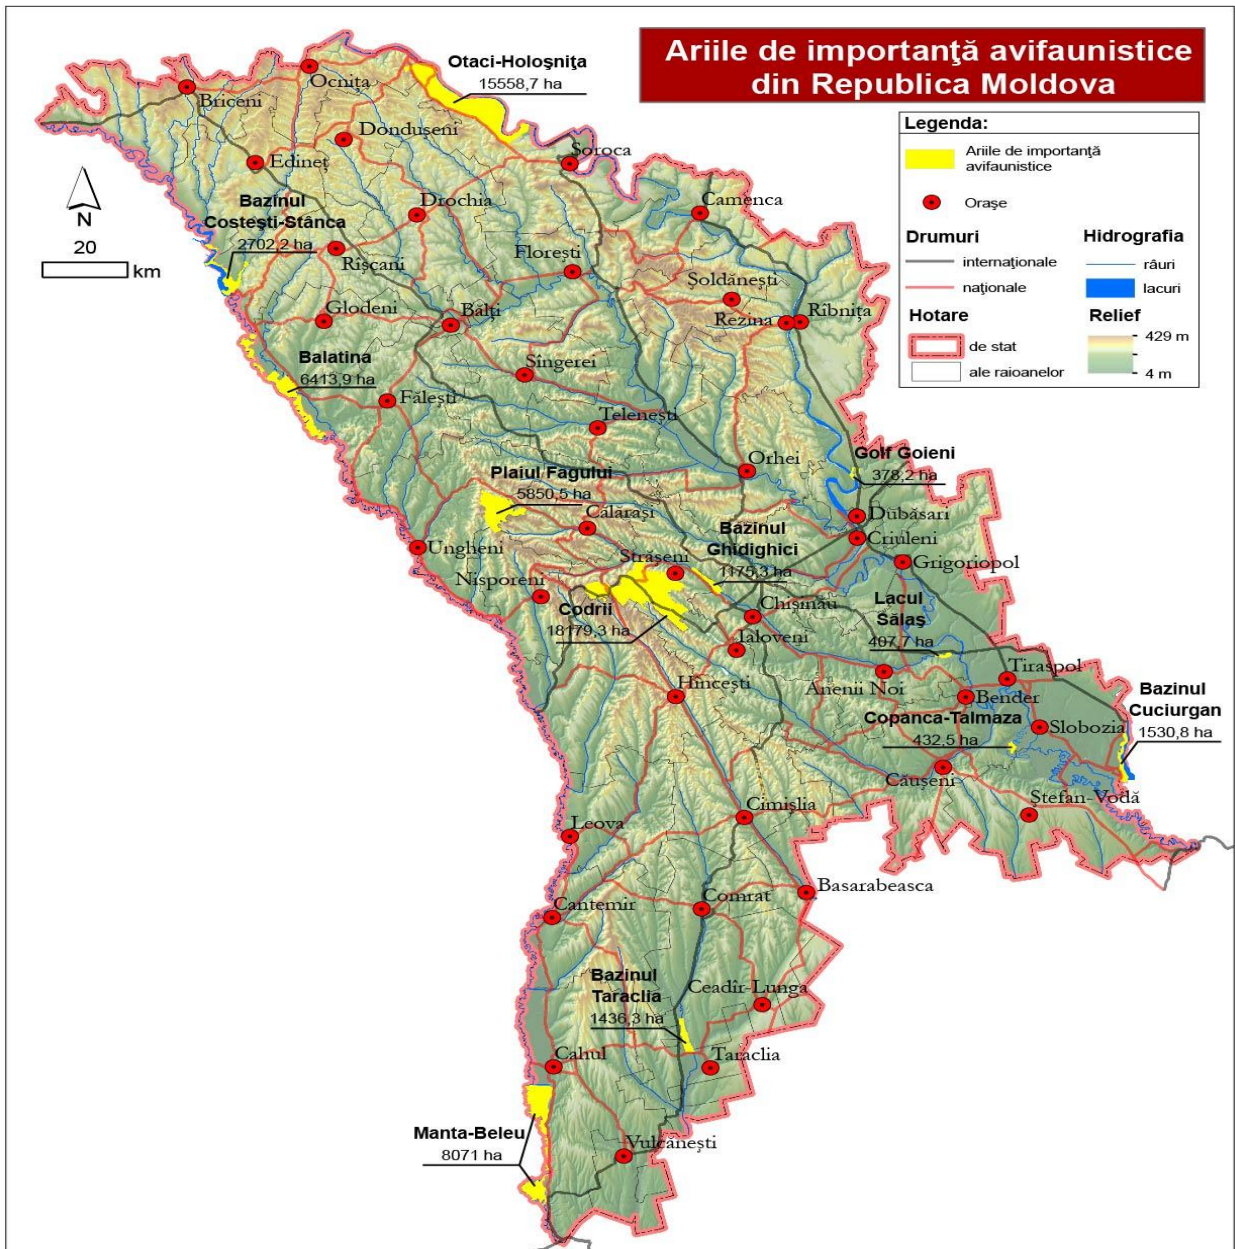 Ariile de importanţă avifaunistice
din Republica Moldova
Legenda:
Ariile de importanţă
avifaunistice
Oraşe
Drumuri
internaţionale
naţionale
Hotare
de stat
ale raioanelor
Hidrografia
râuri
lacuri
Relief
429 m
4 m
N
20
km
Otaci-Holoşniţa
15558,7 ha
Ocniţa
Briceni
Donduseni
Edineţ
Soroca
Bazinul
Costeşti-Stânca
2702,2 ha
Drochia
Camenca
Rîşcani
Floreşti
Şoldăneşti
Glodeni
Bălţi
Rezina
Rîbniţa
Balatina
6413,9 ha
Sîngerei
Făleşti
Teleneşti
Orhei
Golf Goieni
378,2 ha
Plaiul Fagului
5850,5 ha
Călăraşi
Dubăsari
Criuleni
Bazinul
Ghidighici
1175,3 ha
Ungheni
Străşeni
Grigoriopol
Nisporeni
Codrii
18179,3 ha
Chişinău
Ialoveni
Lacul
Sălaş
407,7 ha
Tiraspol
Hînceşti
Anenii Noi
Bender
Bazinul
Cuciurgan
1530,8 ha
Copanca-Talmaza
432,5 ha
Slobozia
Căuşeni
Ştefan-Vodă
Cimişlia
Leova
Basarabeasca
Cantemir
Comrat
Bazinul
Taraclia
1436,3 ha
Ceadîr-Lunga
Cahul
Taraclia
Manta-Beleu
8071 ha
Vulcăneşti